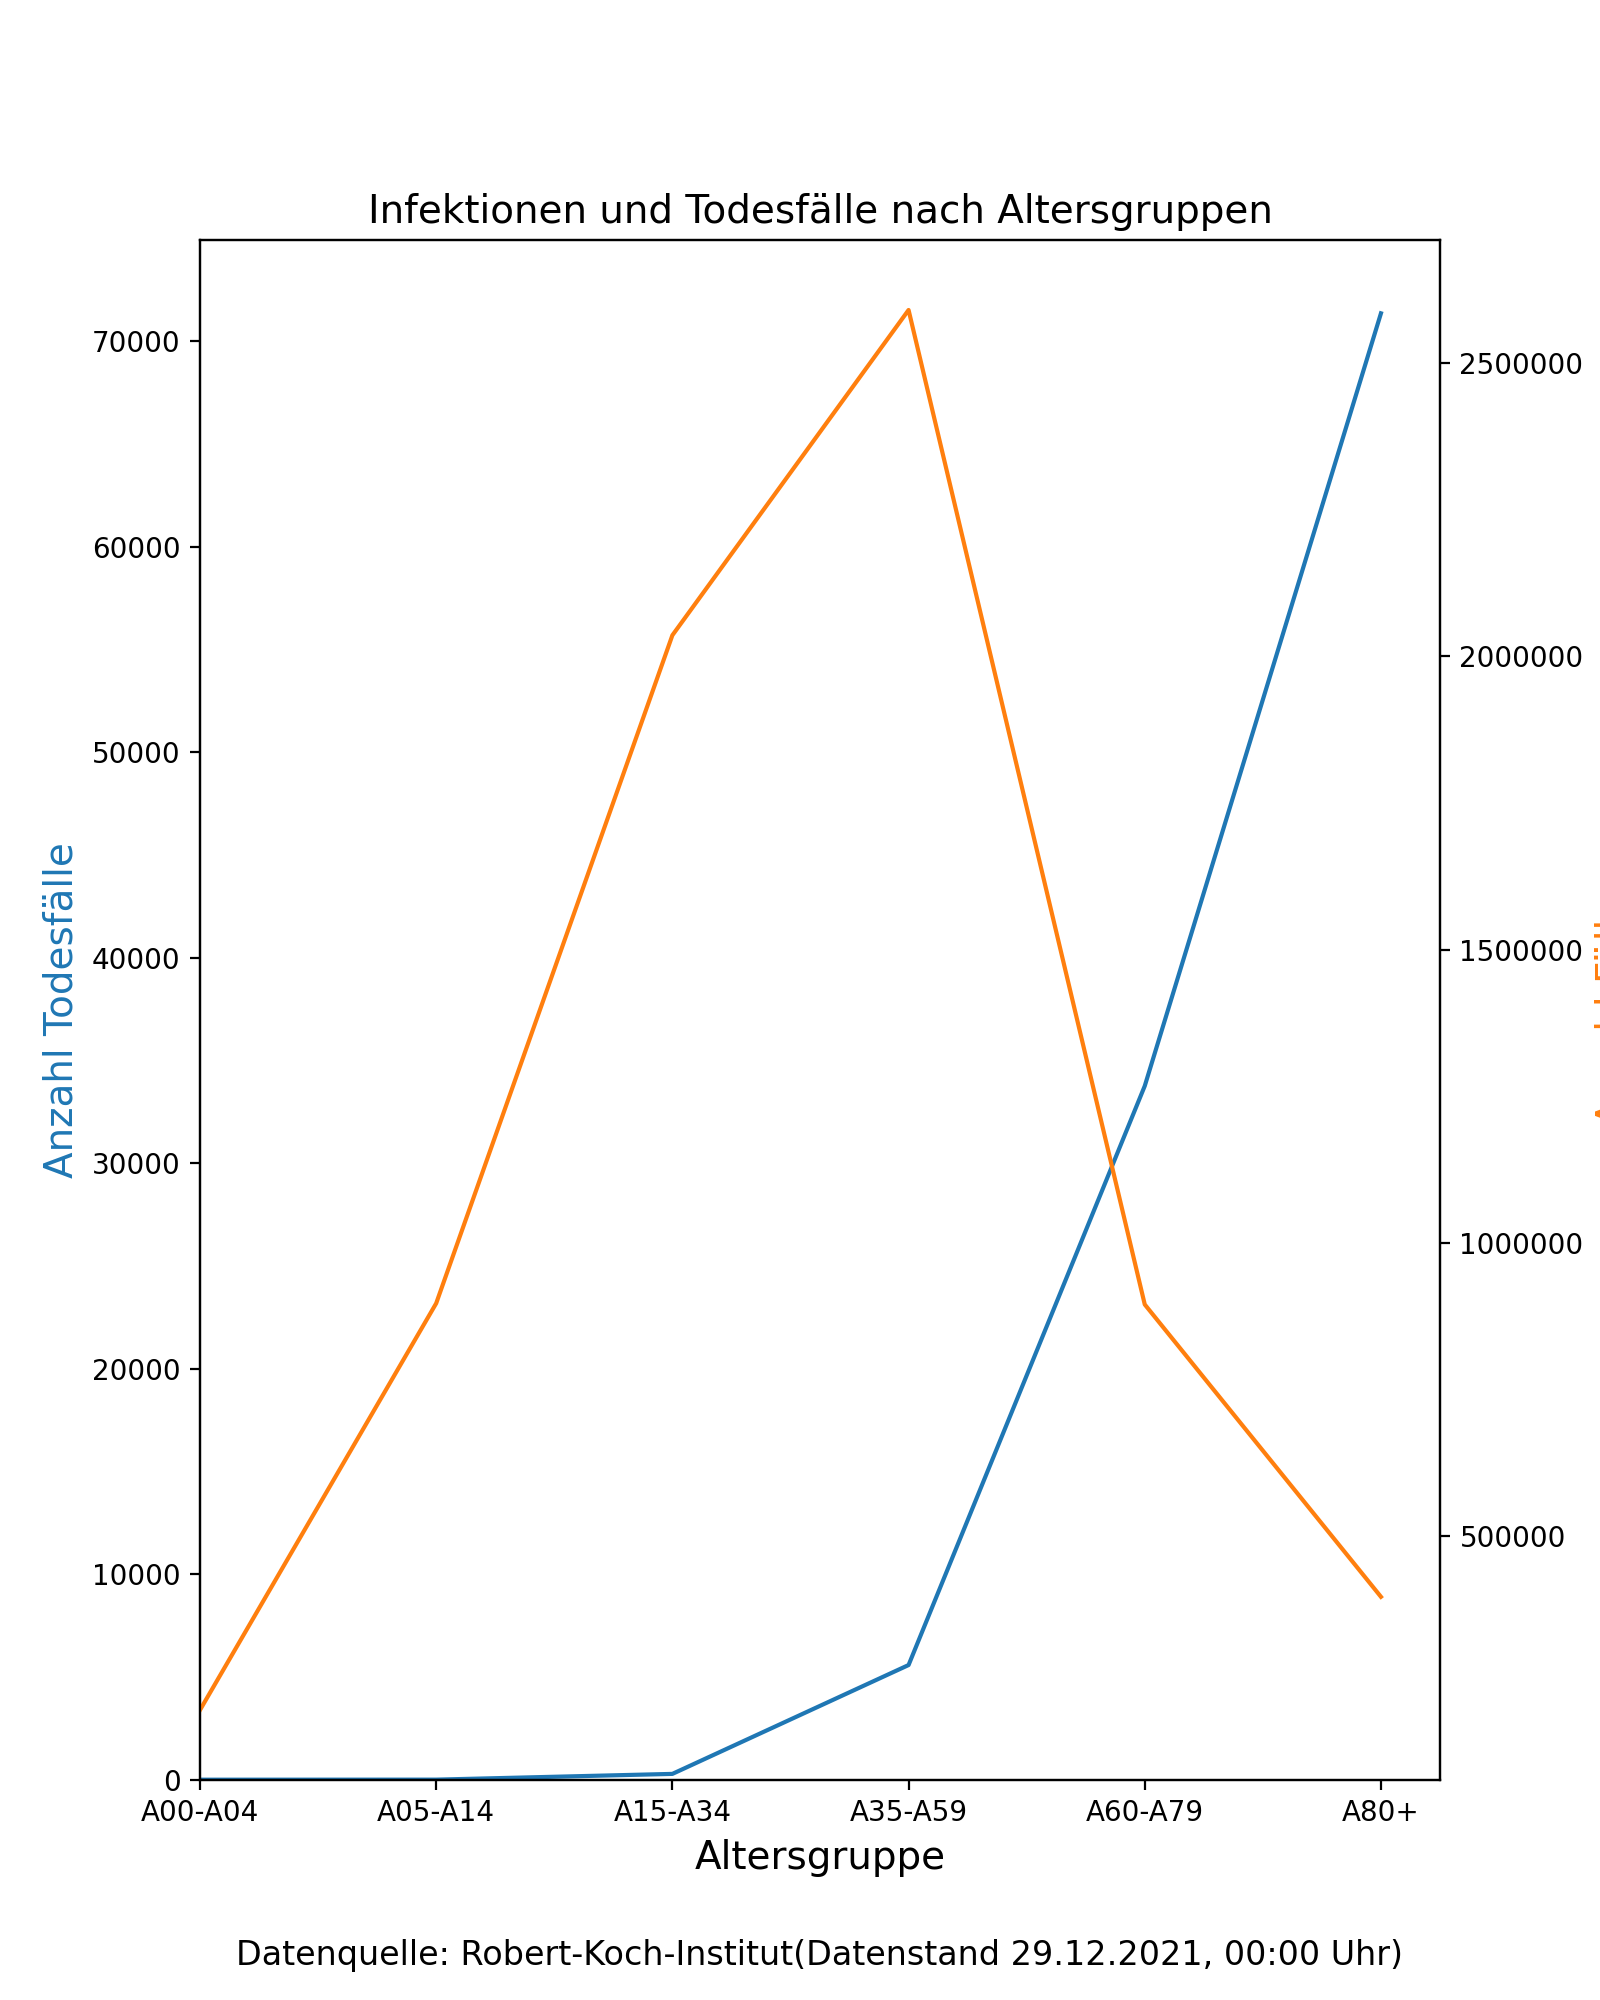 Infektionen und Todesfälle nach Altersgruppen
70000
60000
50000
40000
30000
20000
10000
0
Anzahl Todesfälle
2500000
2000000
1500000
1000000
500000
A00-A04 A05-A14 A15-A34 A35-A59 A60-A79 A80+
Altersgruppe
Datenquelle: Robert-Koch-Institut(Datenstand 29.12.2021, 00:00 Uhr)